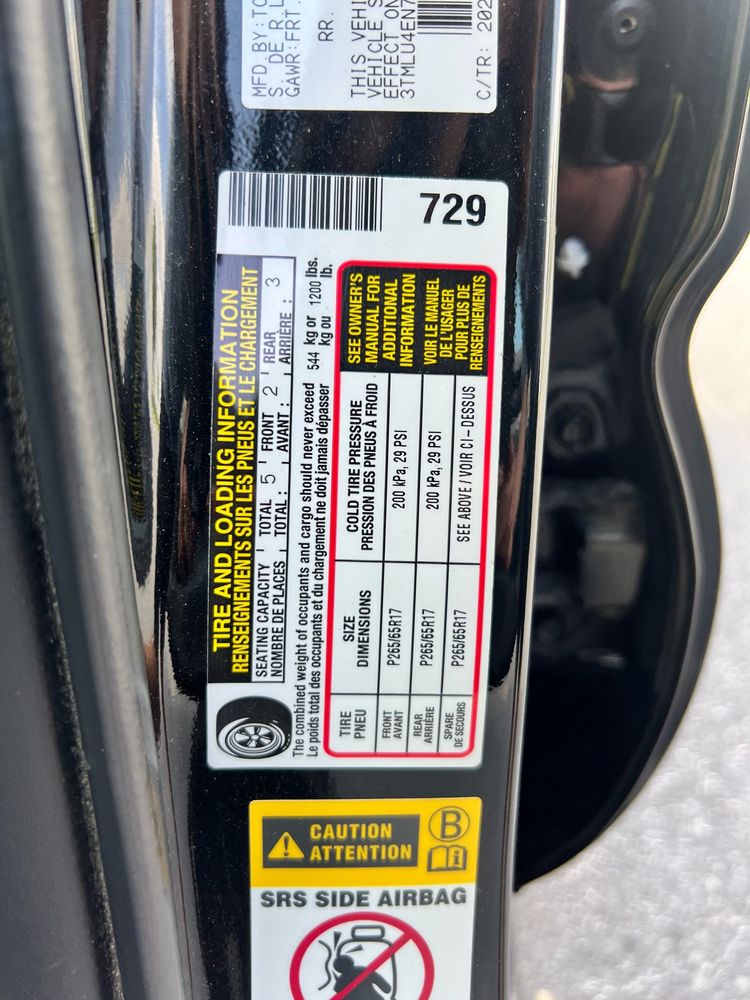 MFD. BY: TO
S. DE R.L
GAWR: FRT.
RR.
THIS VEHI
VEHICLE S
EFFECT ON
3TMLU4EN7
C/TR: 202
729
TIRE AND LOADING INFORMATION
RENSEIGNEMENTS SUR LES PNEUS ET LE CHARGEMENT
SEATING CAPACITY TOTAL 5 FRONT 2 REAR 3
NOMBRE DE PLACES TOTAL : AVANT : ARRIÈRE :
The combined weight of occupants and cargo should never exceed 544 kg or 1200 lbs.
Le poids total des occupants et du chargement ne doit jamais dépasser kg ou lb.
TIRE SIZE COLD TIRE PRESSURE
PNEU DIMENSIONS PRESSION DES PNEUS À FROID
FRONT P265/65R17 200 kPa, 29 PSI
AVANT
REAR P265/65R17 200 kPa, 29 PSI
ARRIÈRE
SPARE P265/65R17 SEE ABOVE / VOIR CI-DESSUS
DE SECOURS
SEE OWNER'S
MANUAL FOR
ADDITIONAL
INFORMATION
VOIR LE MANUEL
DE L'USAGER
POUR PLUS DE
RENSEIGNEMENTS
CAUTION
ATTENTION
B
SRS SIDE AIRBAG